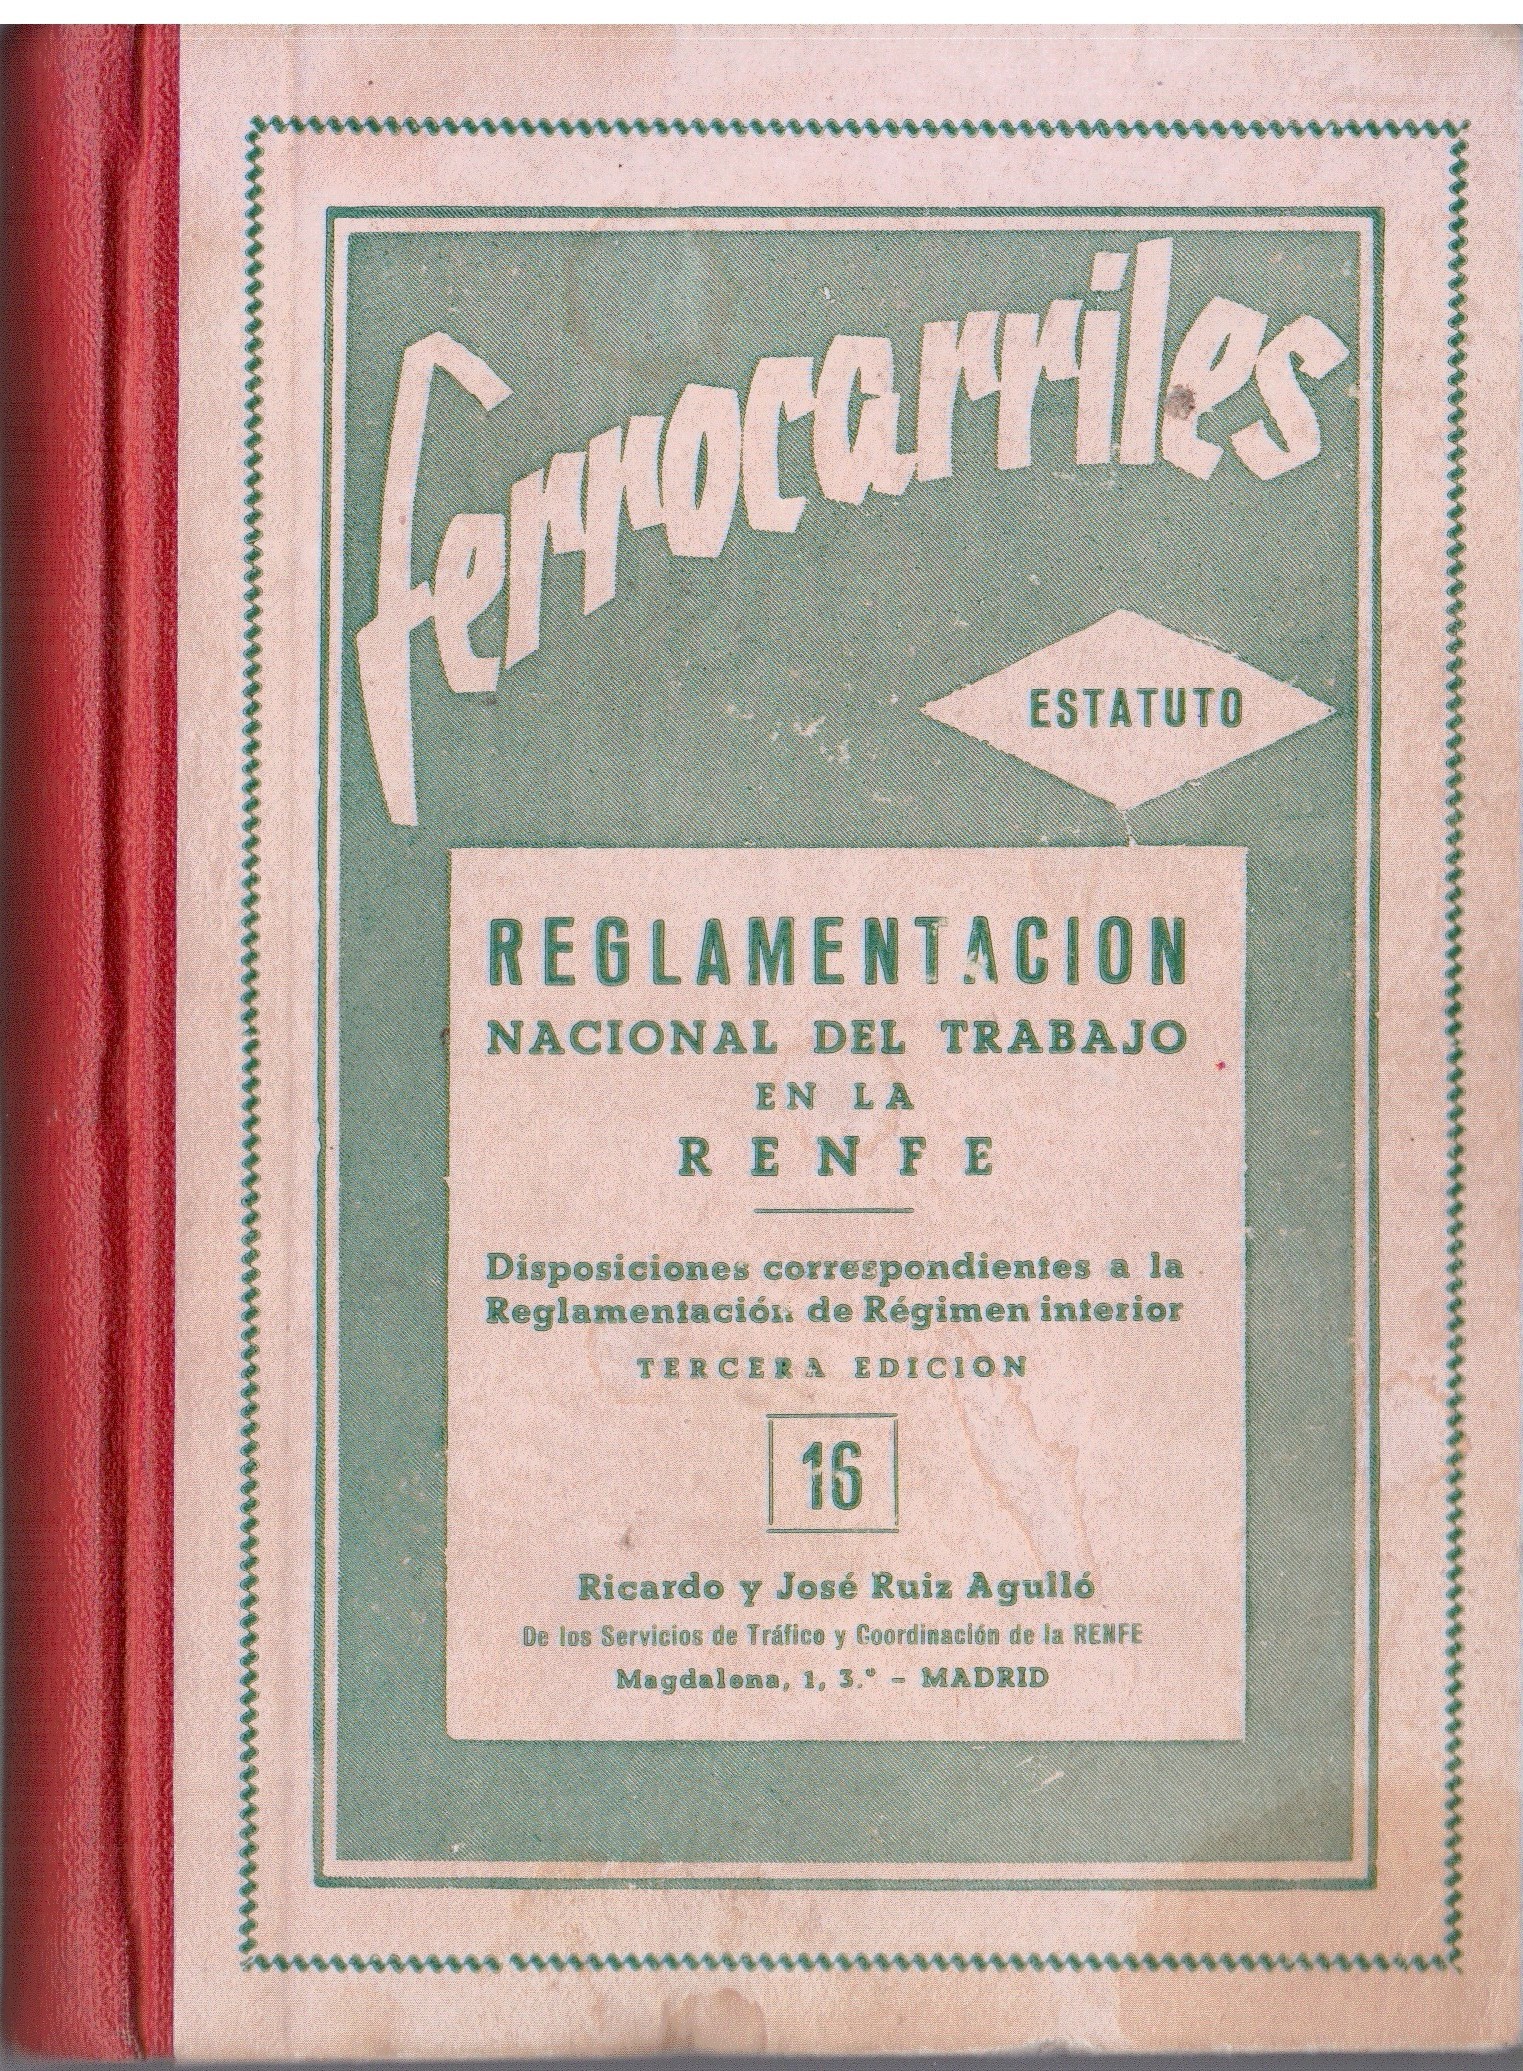 Ferrocarriles
ESTATUTO
REGLAMENTACION
NACIONAL DEL TRABAJO
EN LA
RENFE
Disposiciones correspondientes a la
Reglamentación de Régimen interior
TERCERA EDICION
16
Ricardo y José Ruiz Agulló
De los Servicios de Tráfico y Coordinación de la RENFE
Magdalena, 1, 3.º - MADRID